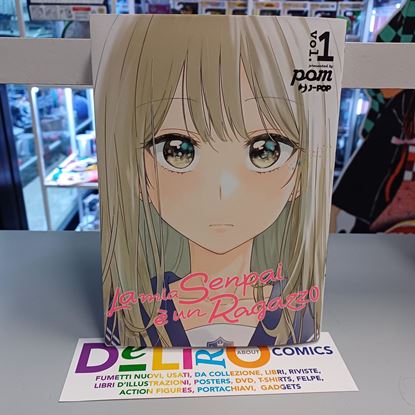 VOL. 1
presented by
pom
J-POP
La mia Senpai
è un Ragazzo
DeLiRiO ABOUT COMICS
FUMETTI NUOVI, USATI, DA COLLEZIONE, LIBRI, RIVISTE,
LIBRI D'ILLUSTRAZIONI, POSTERS, DVD, T-SHIRTS, FELPE,
ACTION FIGURES, PORTACHIAVI, GADGETS